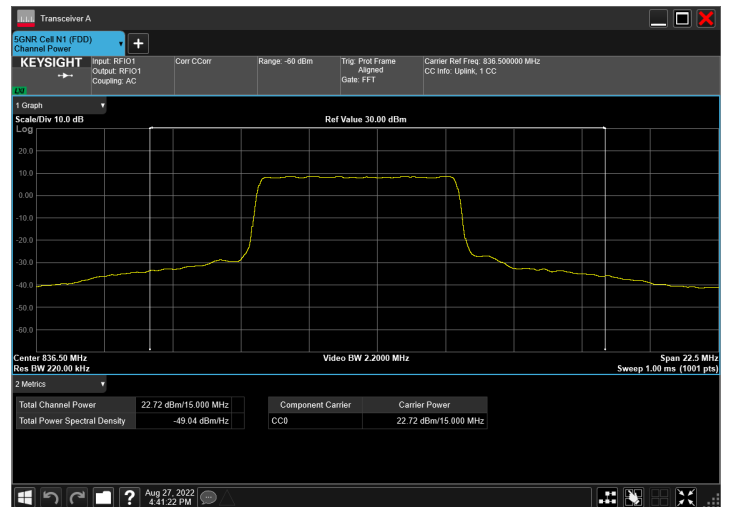 Transceiver A
5GNR Cell N1 (FDD)
Channel Power
KEYSIGHT
Input: RFIO1
Output: RFIO1
Coupling: AC
Corr CCorr
Range: -60 dBm
Trig: Prot Frame
Aligned
Gate: FFT
Carrier Ref Freq: 836.500000 MHz
CC Info: Uplink, 1 CC
LXI
1 Graph
Scale/Div 10.0 dB
Ref Value 30.00 dBm
Log
20.0
10.0
0.00
-10.0
-20.0
-30.0
-40.0
-50.0
-60.0
Center 836.50 MHz
Video BW 2.2000 MHz
Span 22.5 MHz
Res BW 220.00 kHz
Sweep 1.00 ms (1001 pts)
2 Metrics
Total Channel Power 22.72 dBm/15.000 MHz
Total Power Spectral Density -49.04 dBm/Hz
Component Carrier Carrier Power
CC0 22.72 dBm/15.000 MHz
?
Aug 27, 2022
4:41:22 PM